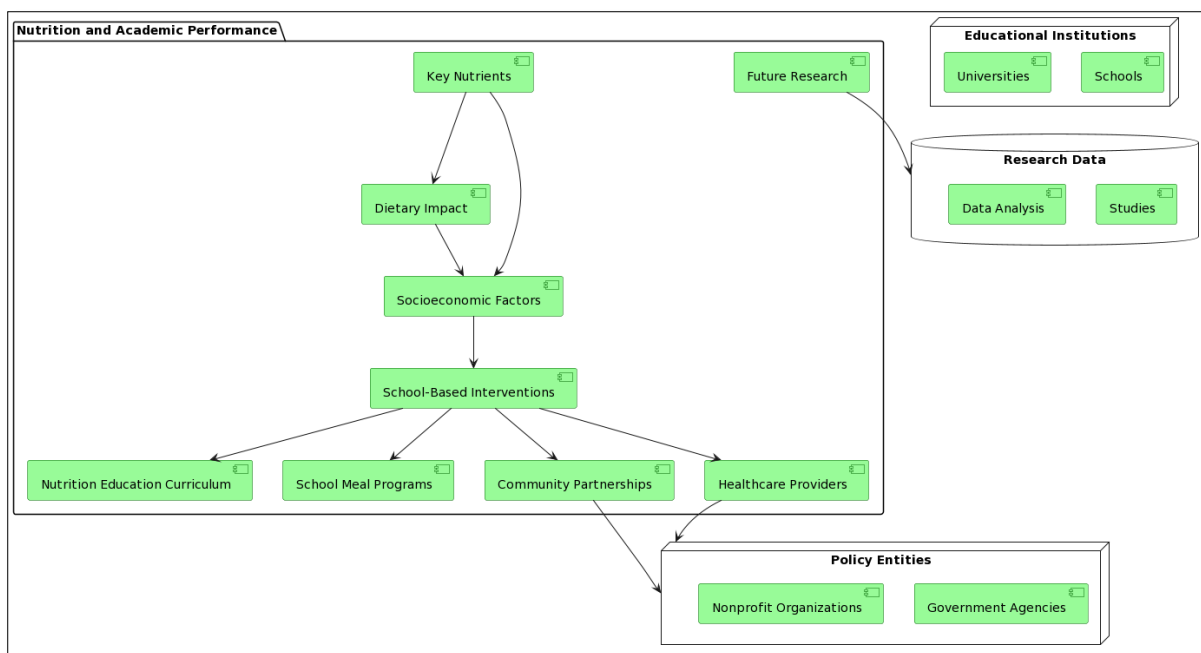 Nutrition and Academic Performance
Educational Institutions
Key Nutrients
Future Research
Universities
Schools
Research Data
Dietary Impact
Data Analysis
Studies
Socioeconomic Factors
School-Based Interventions
Nutrition Education Curriculum
School Meal Programs
Community Partnerships
Healthcare Providers
Policy Entities
Nonprofit Organizations
Government Agencies